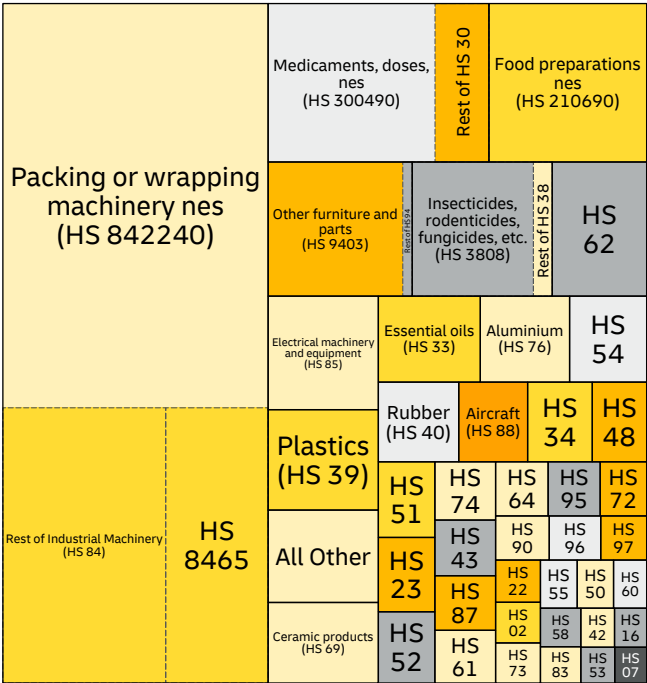 Packing or wrapping
machinery nes
(HS 842240)
Rest of Industrial Machinery
(HS 84)
HS
8465
Medicaments, doses,
nes
(HS 300490)
Rest of HS 30
Food preparations
nes
(HS 210690)
Other furniture and
parts
(HS 9403)
Rest of HS94
Insecticides,
rodenticides,
fungicides, etc.
(HS 3808)
Rest of HS 38
HS
62
Electrical machinery
and equipment
(HS 85)
Essential oils
(HS 33)
Aluminium
(HS 76)
HS
54
Plastics
(HS 39)
Rubber
(HS 40)
Aircraft
(HS 88)
HS
34
HS
48
All Other
Ceramic products
(HS 69)
HS
51
HS
23
HS
52
HS
74
HS
43
HS
87
HS
61
HS
64
HS
95
HS
72
HS
90
HS
96
HS
97
HS
22
HS
02
HS
73
HS
55
HS
50
HS
60
HS
58
HS
42
HS
16
HS
83
HS
53
HS
07